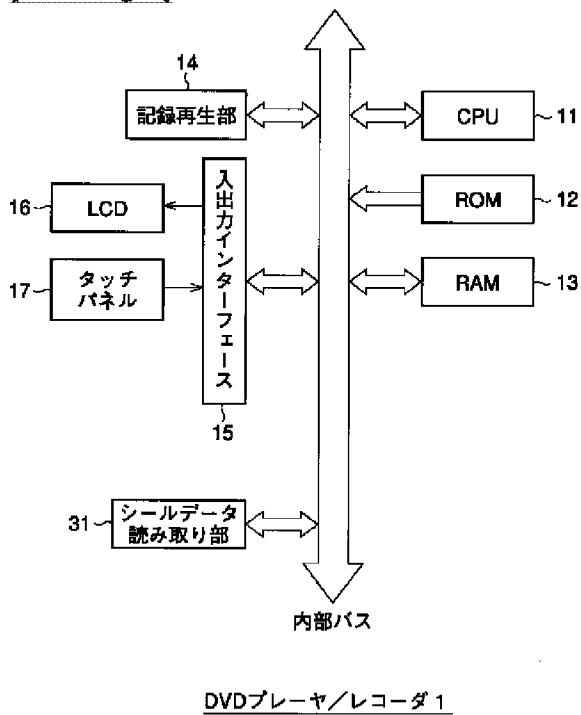 14
記録再生部
CPU
11
16
LCD
入出力インターフェース
ROM
12
17
タッチ
パネル
RAM
13
15
31
シールデータ
読み取り部
内部バス
DVDプレーヤ／レコーダ 1